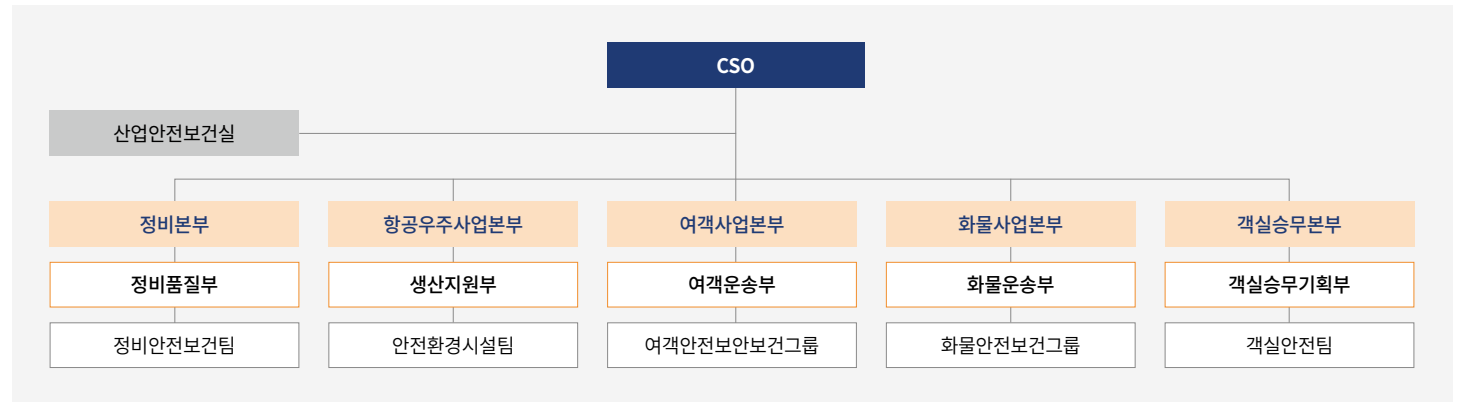 CSO
산업안전보건실
정비본부
항공우주사업본부
여객사업본부
화물사업본부
객실승무본부
정비품질부
생산지원부
여객운송부
화물운송부
객실승무기획부
정비안전보건팀
안전환경시설팀
여객안전보안보건그룹
화물안전보건그룹
객실안전팀